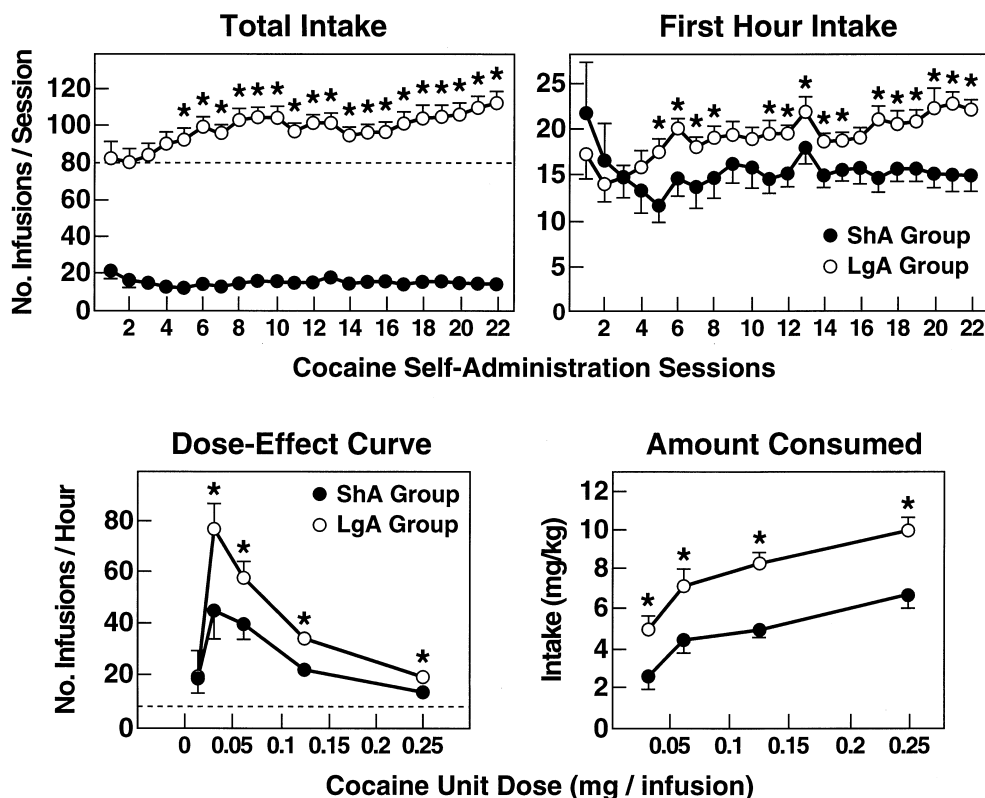 Total Intake
No. Infusions / Session
120
100
80
60
40
20
0
* * * * * * * * * * * * * * * * * *
2 4 6 8 10 12 14 16 18 20 22
First Hour Intake
25
20
15
10
5
0
* * * * * * * * * * * * * * *
ShA Group
LgA Group
2 4 6 8 10 12 14 16 18 20 22
Cocaine Self-Administration Sessions
Dose-Effect Curve
No. Infusions / Hour
80
60
40
20
0
* * * * *
ShA Group
LgA Group
0 0.05 0.1 0.15 0.2 0.25
Amount Consumed
Intake (mg/kg)
12
10
8
6
4
2
0
* * * *
0.05 0.1 0.15 0.2 0.25
Cocaine Unit Dose (mg / infusion)